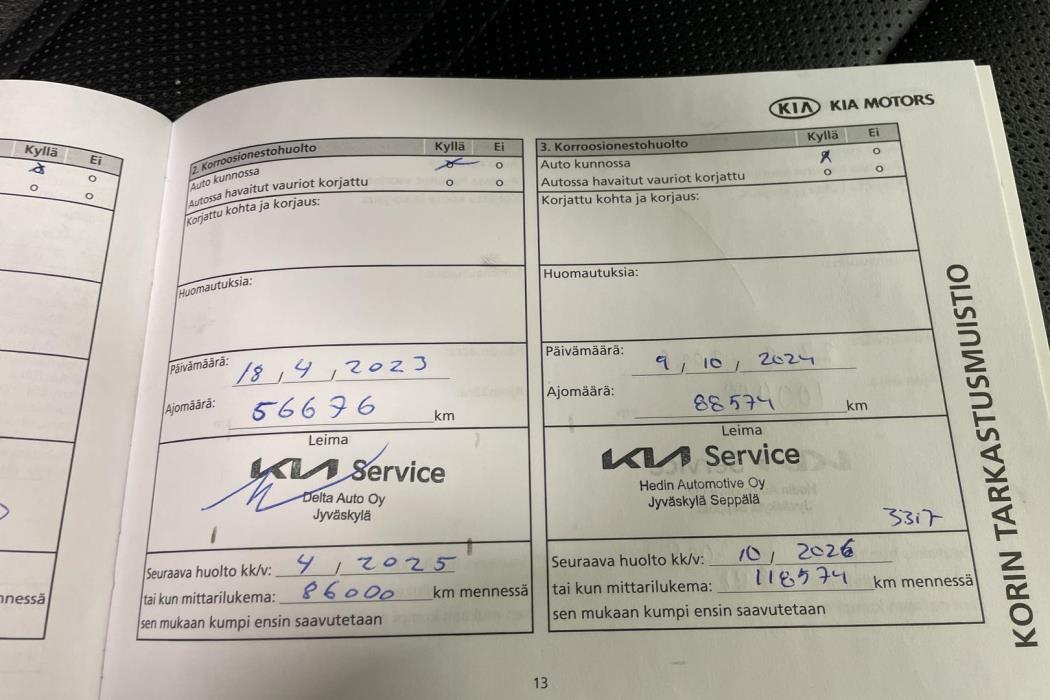 KIA KIA MOTORS
Kyllä Ei
nnessä
2. Korroosionestohuolto Kyllä Ei
Auto kunnossa
Autossa havaitut vauriot korjattu
Korjattu kohta ja korjaus:
Huomautuksia:
Päivämäärä: 18, 4, 2023
Ajomäärä: 56676 km
Leima
KIA Service
Delta Auto Oy
Jyväskylä
Seuraava huolto kk/v: 4, 2025
tai kun mittarilukema: 86000 km mennessä
sen mukaan kumpi ensin saavutetaan
3. Korroosionestohuolto Kyllä Ei
Auto kunnossa
Autossa havaitut vauriot korjattu
Korjattu kohta ja korjaus:
Huomautuksia:
Päivämäärä: 9, 10, 2024
Ajomäärä: 88574 km
Leima
KIA Service
Hedin Automotive Oy
Jyväskylä Seppälä
Seuraava huolto kk/v: 10, 2026
tai kun mittarilukema: 118574 km mennessä
sen mukaan kumpi ensin saavutetaan
KORIN TARKASTUSMUISTIO
13